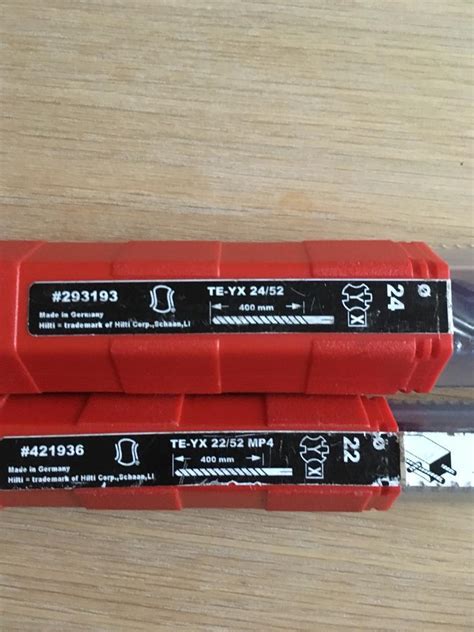 #293193
Made in Germany
Hilti = trademark of Hilti Corp.,Schaan,LI
TE-YX 24/52
400 mm
Y X
24
Ø
#421936
Made in Germany
Hilti = trademark of Hilti Corp.,Schaan,LI
TE-YX 22/52 MP4
400 mm
Y X
22
Ø